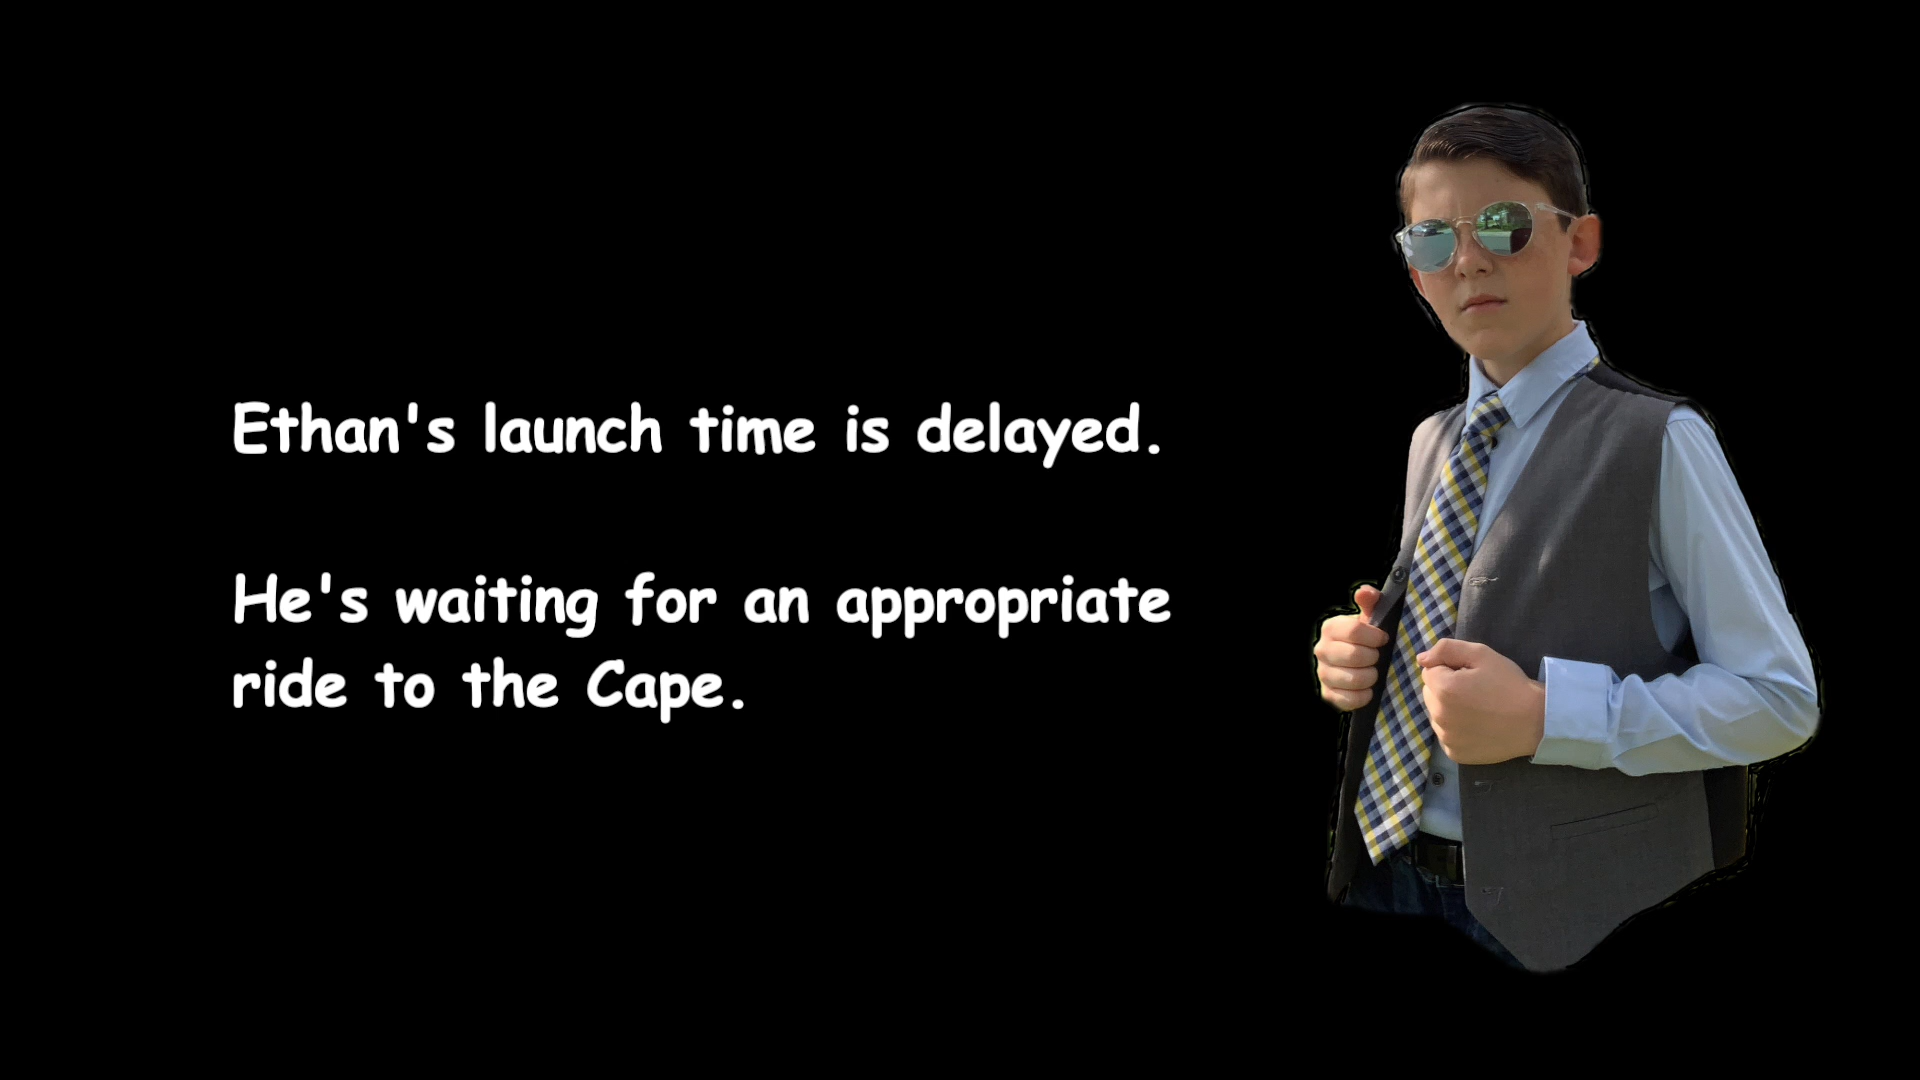 Ethan's launch time is delayed.
He's waiting for an appropriate
ride to the Cape.